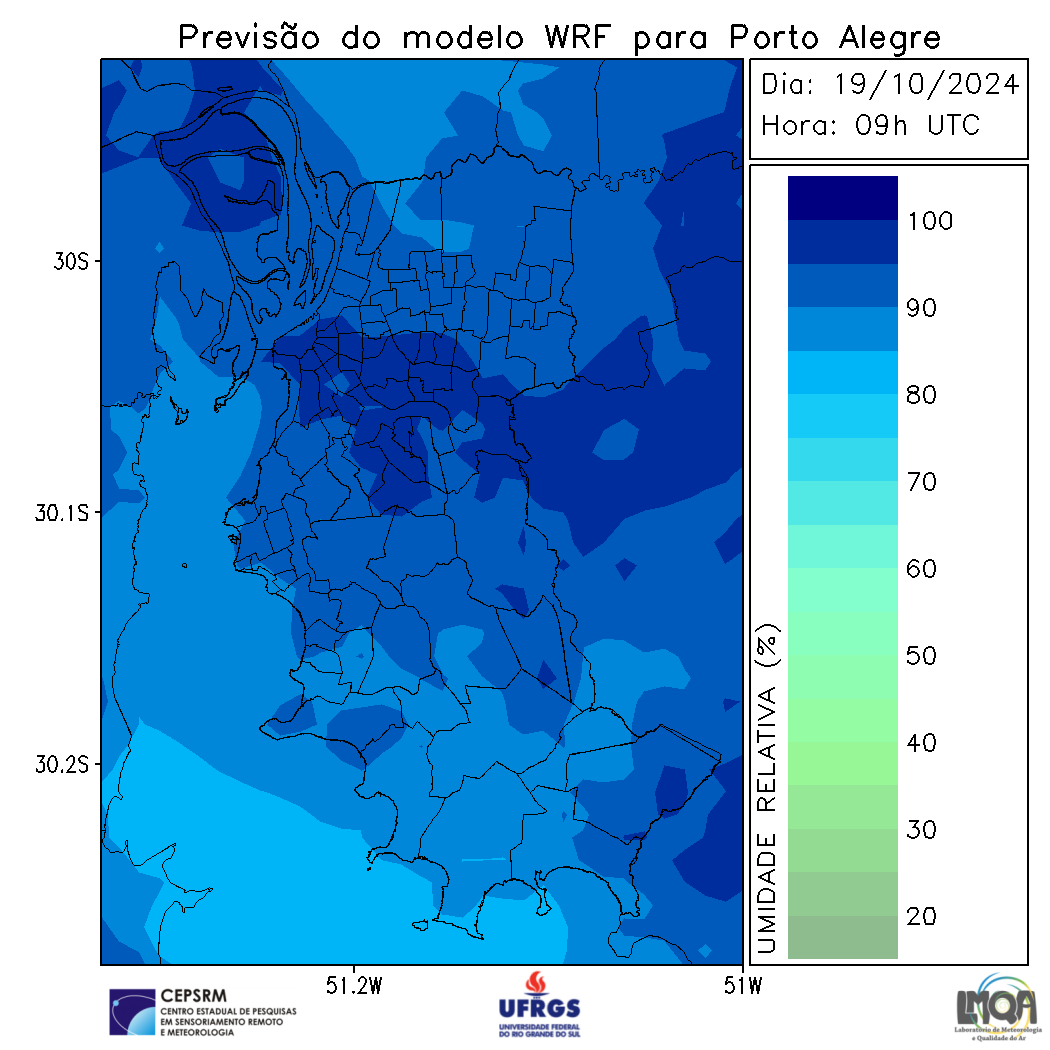 Previsão do modelo WRF para Porto Alegre
Dia: 19/10/2024
Hora: 09h UTC
30S
30.1S
30.2S
51.2W
51W
UMIDADE RELATIVA (%)
100
90
80
70
60
50
40
30
20
CEPSRM
CENTRO ESTADUAL DE PESQUISAS
EM SENSORIAMENTO REMOTO
E METEOROLOGIA
UFRGS
UNIVERSIDADE FEDERAL
DO RIO GRANDE DO SUL
LMQA
Laboratório de Meteorologia
e Qualidade do Ar